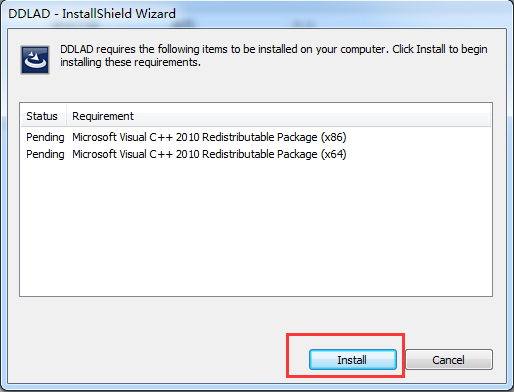 DDLAD - InstallShield Wizard
DDLAD requires the following items to be installed on your computer. Click Install to begin
installing these requirements.
Status Requirement
Pending Microsoft Visual C++ 2010 Redistributable Package (x86)
Pending Microsoft Visual C++ 2010 Redistributable Package (x64)
Install Cancel